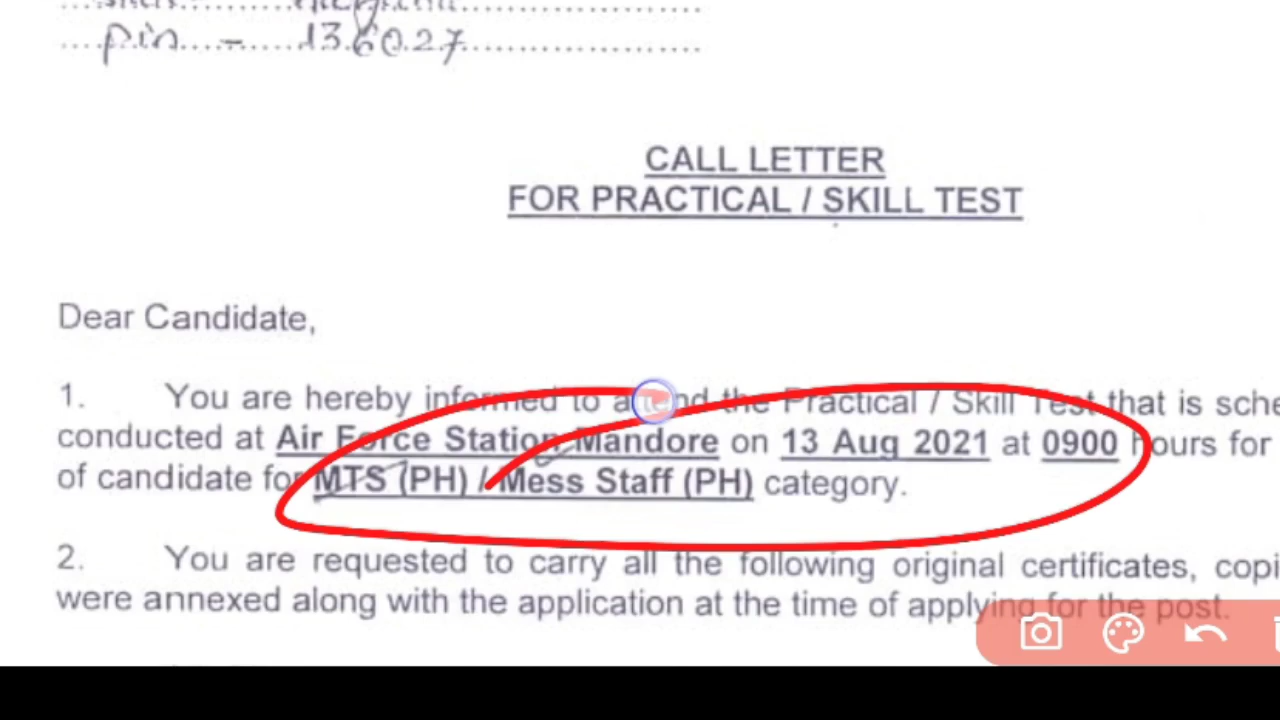 pin - 136027
CALL LETTER
FOR PRACTICAL / SKILL TEST
Dear Candidate,
1. You are hereby informed to attend the Practical / Skill Test that is sche
conducted at Air Force Station Mandore on 13 Aug 2021 at 0900 hours for
of candidate for MTS (PH) / Mess Staff (PH) category.
2. You are requested to carry all the following original certificates, copi
were annexed along with the application at the time of applying for the post.